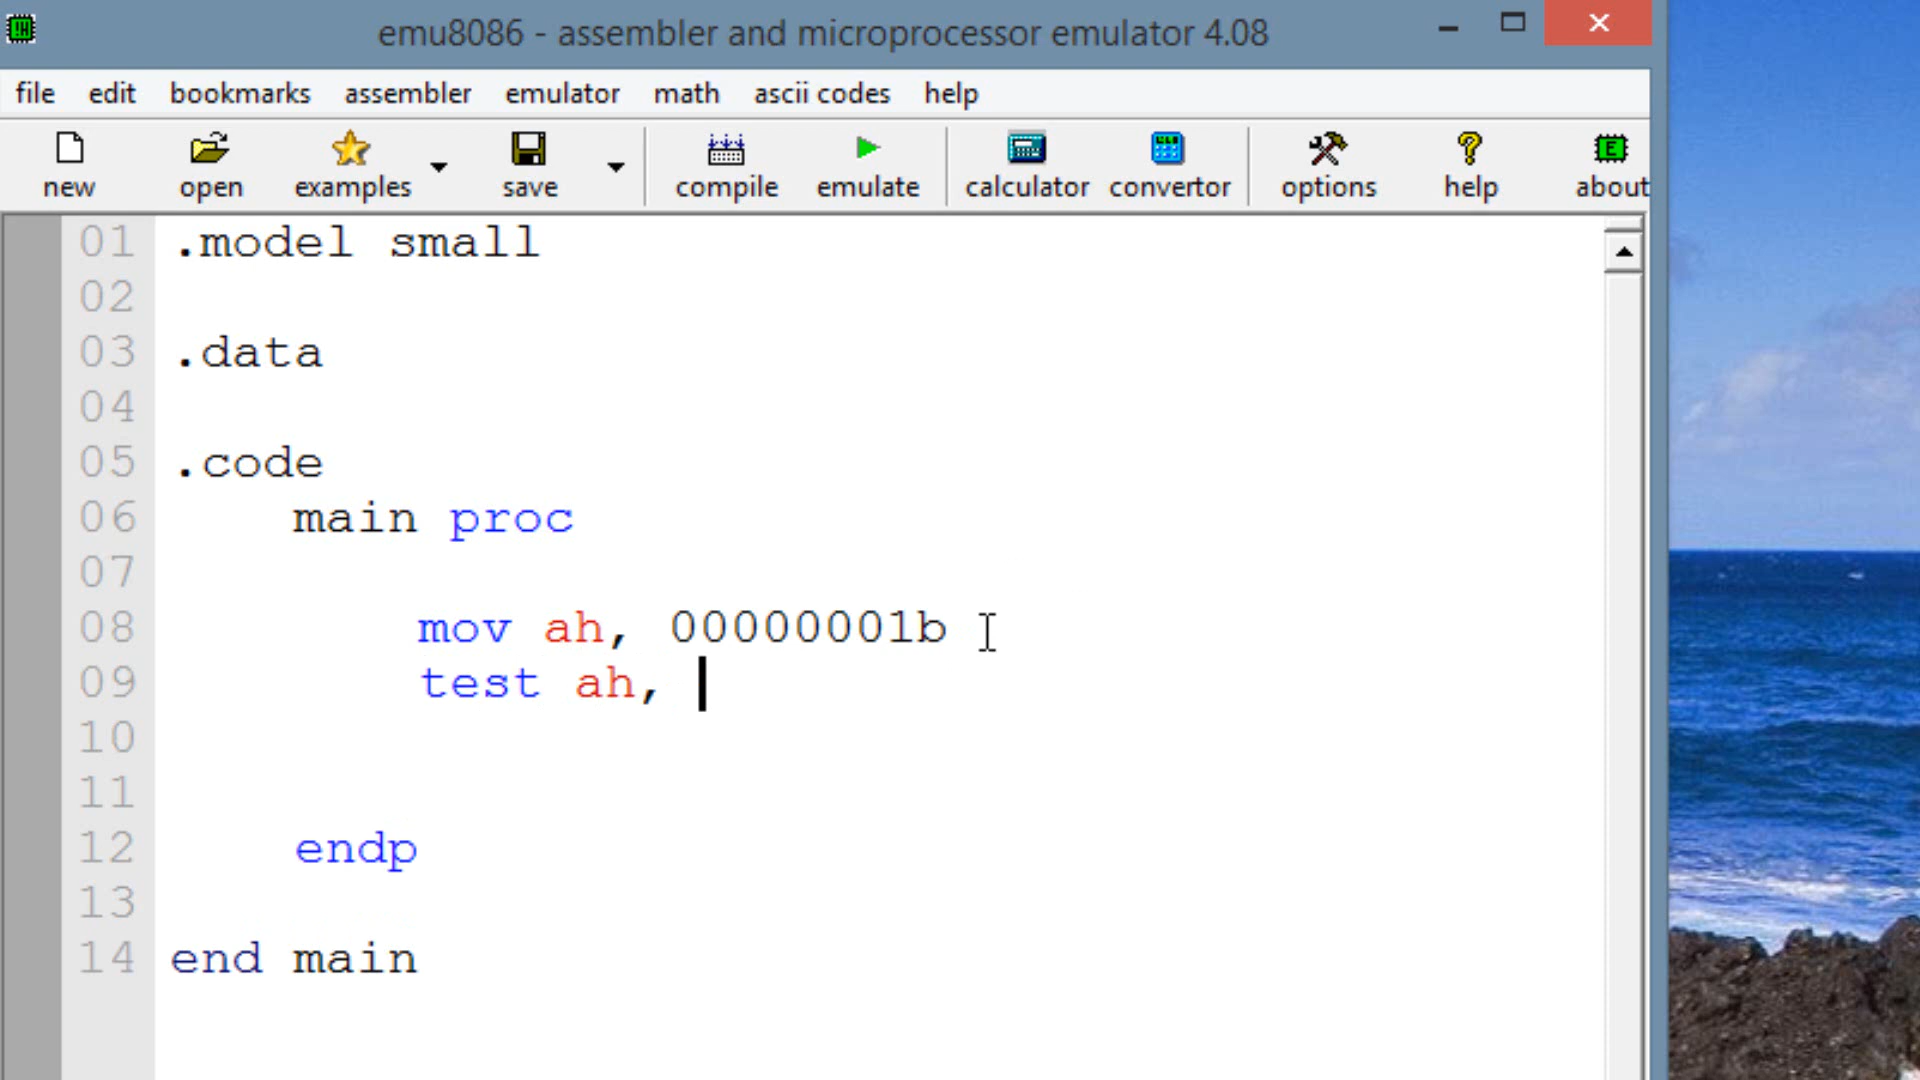 emu8086 - assembler and microprocessor emulator 4.08
file edit bookmarks assembler emulator math ascii codes help
new open examples save compile emulate calculator convertor options help about
01 .model small
02
03 .data
04
05 .code
06 main proc
07
08 mov ah, 00000001b
09 test ah,
10
11
12 endp
13
14 end main